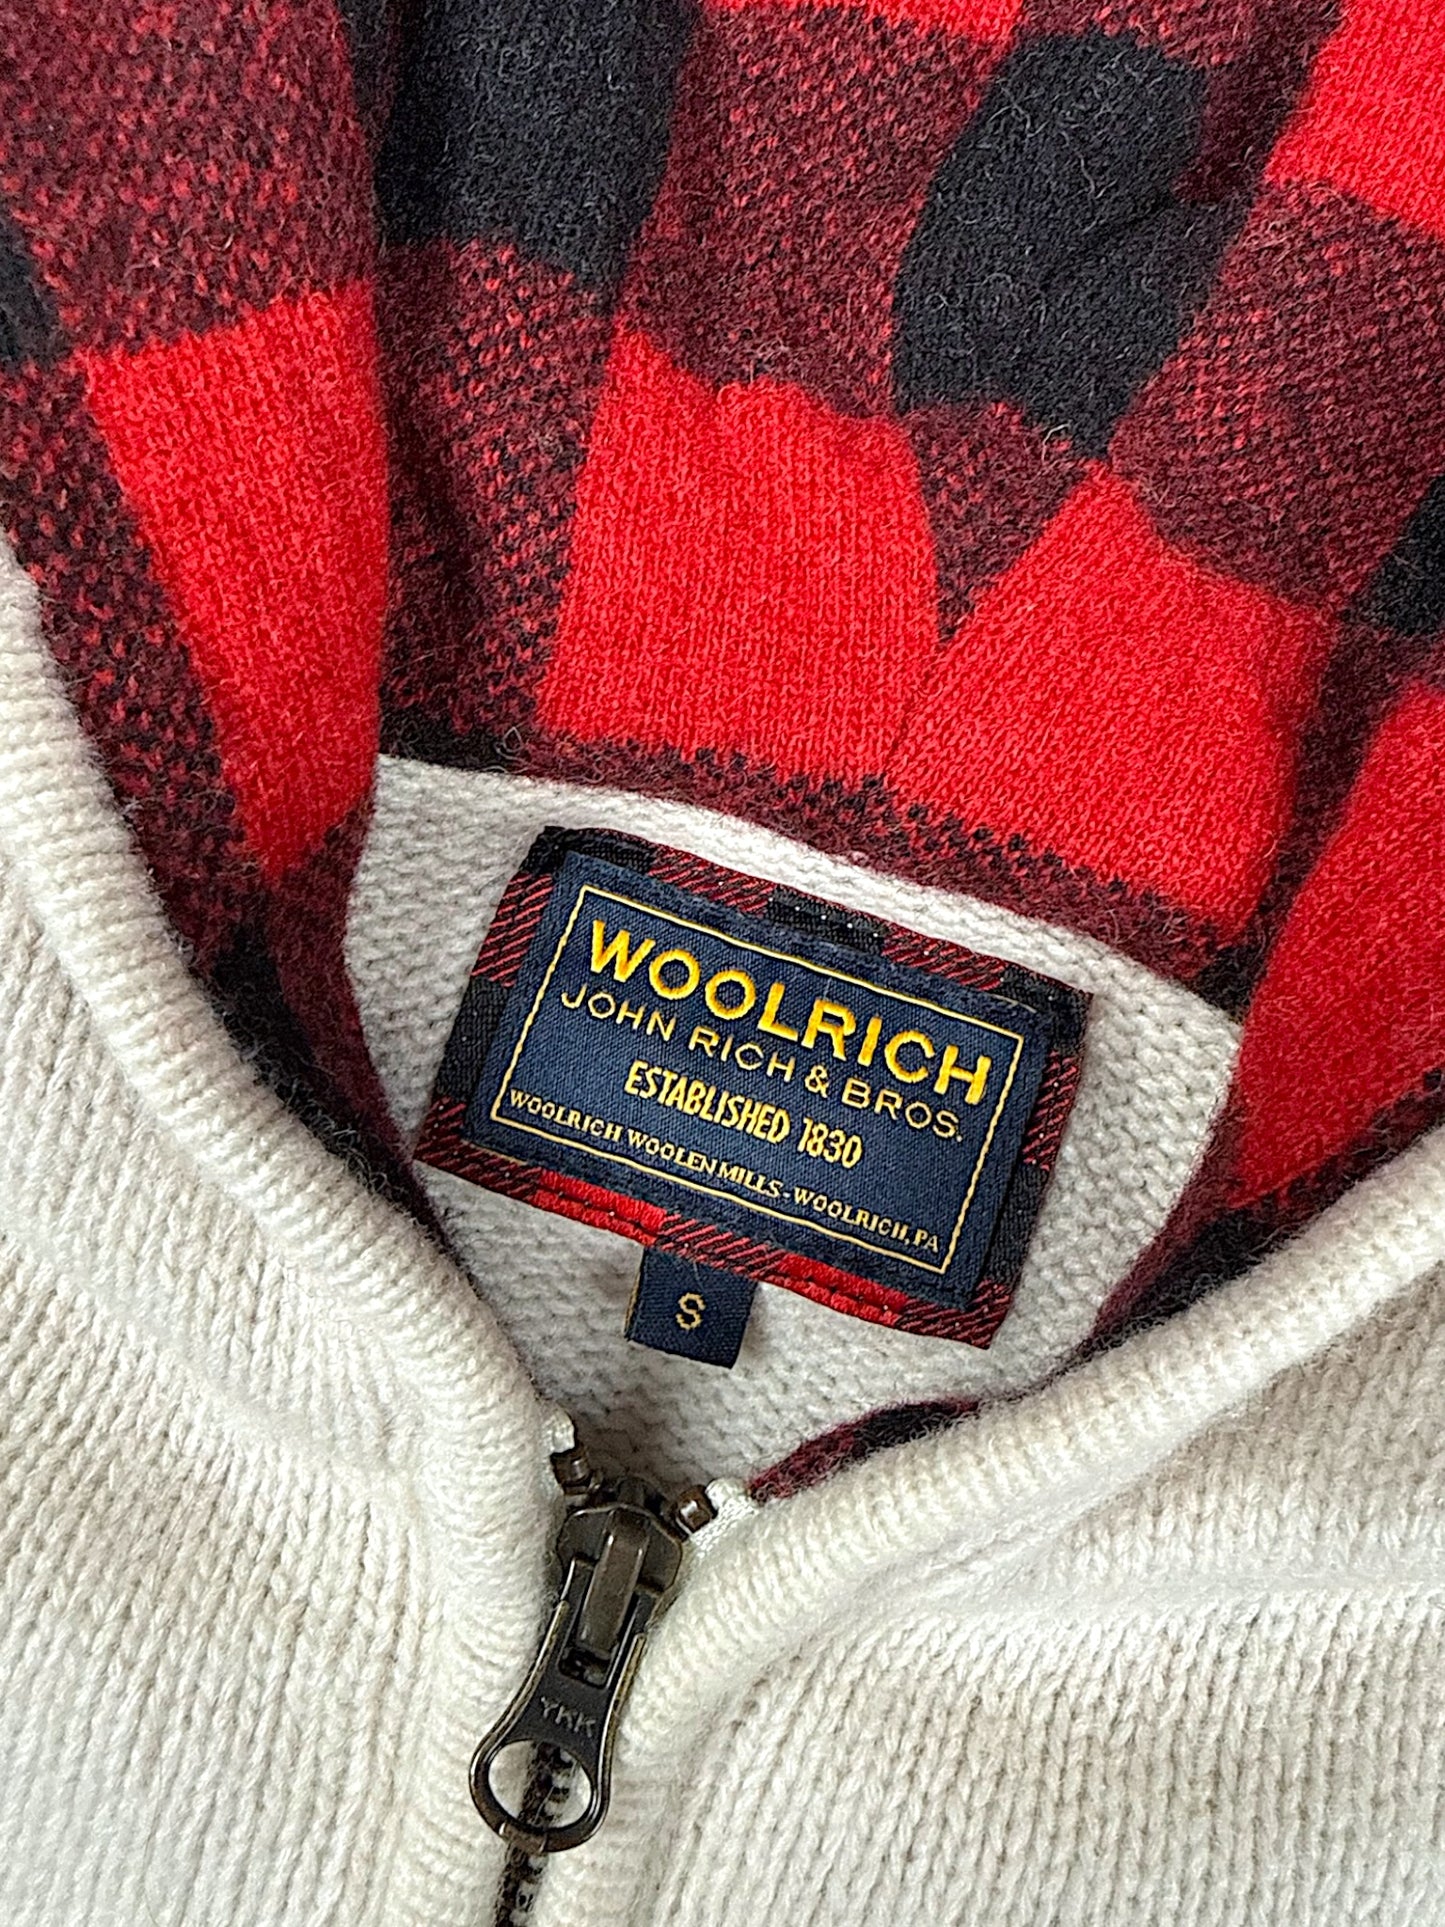 WOOLRICH
JOHN RICH & BROS.
ESTABLISHED 1830
WOOLRICH WOOLEN MILLS - WOOLRICH, PA
S
YKK